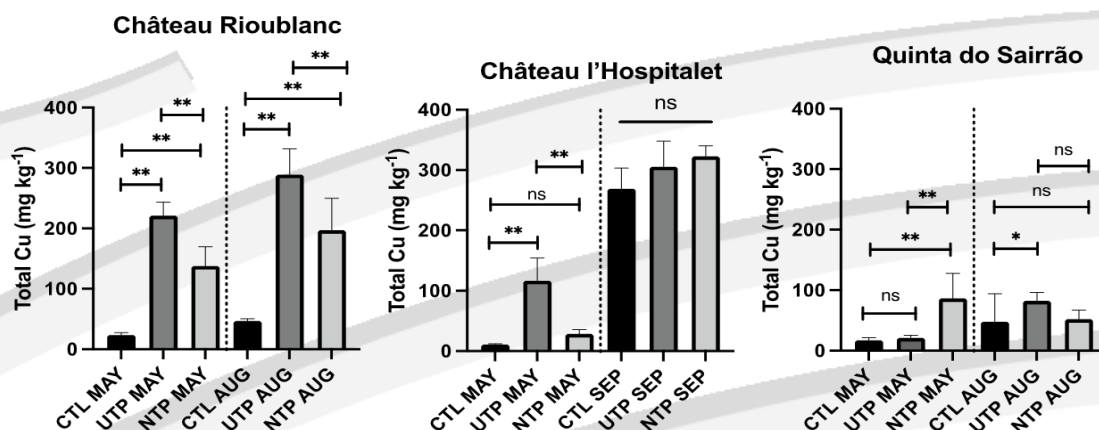 Château Rioublanc
Total Cu (mg kg⁻¹)
400
300
200
100
0
**
**
**
**
**
**
CTL MAY
UTP MAY
NTP MAY
CTL AUG
UTP AUG
NTP AUG
Château l'Hospitalet
Total Cu (mg kg⁻¹)
400
300
200
100
0
**
ns
**
ns
CTL MAY
UTP MAY
NTP MAY
CTL SEP
UTP SEP
NTP SEP
Quinta do Sairrão
Total Cu (mg kg⁻¹)
400
300
200
100
0
ns
**
**
*
ns
ns
CTL MAY
UTP MAY
NTP MAY
CTL AUG
UTP AUG
NTP AUG